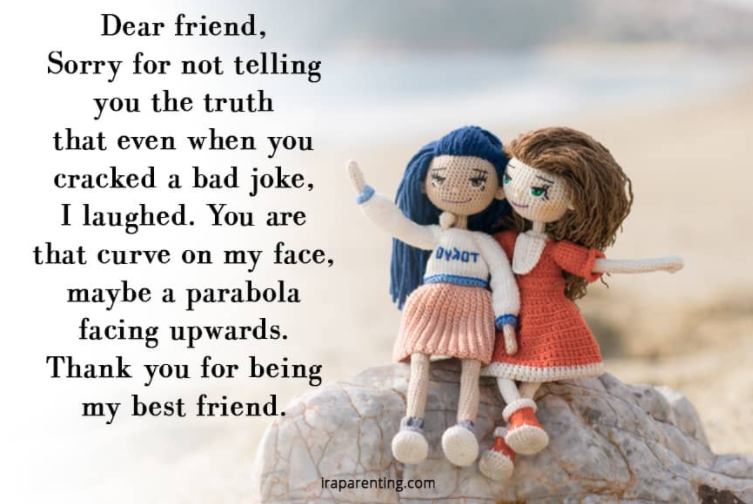 Dear friend,
Sorry for not telling
you the truth
that even when you
cracked a bad joke,
I laughed. You are
that curve on my face,
maybe a parabola
facing upwards.
Thank you for being
my best friend.
TOKYO
Iraparenting.com